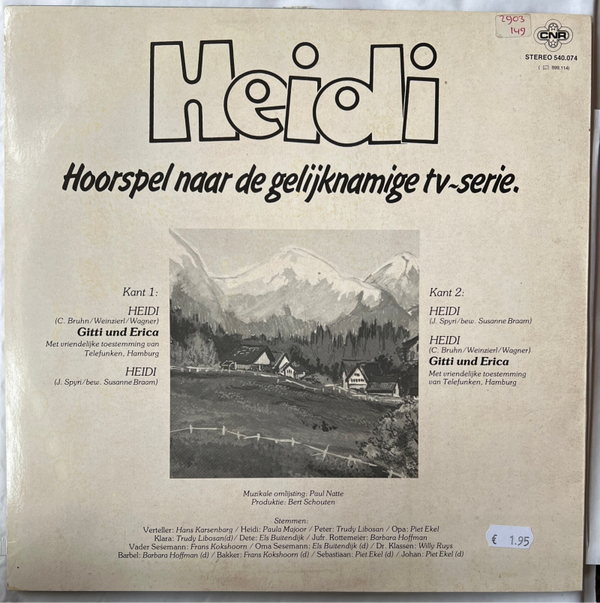 2903
149
CNR
STEREO 540.074
Heidi
Hoorspel naar de gelijknamige tv-serie.
Kant 1:
HEIDI
(C. Bruhn/Weinzierl/Wagner)
Gitti und Erica
Met vriendelijke toestemming van
Telefunken, Hamburg
HEIDI
(J. Spyri/bew. Susanne Braam)
Kant 2:
HEIDI
(J. Spyri/bew. Susanne Braam)
HEIDI
(C. Bruhn/Weinzierl/Wagner)
Gitti und Erica
Met vriendelijke toestemming
van Telefunken, Hamburg
Muzikale omlijsting: Paul Natte
Produktie: Bert Schouten
Stemmen:
Verteller: Hans Karsenbarg / Heidi: Paula Majoor / Peter: Trudy Libosan / Opa: Piet Ekel
Klara: Trudy Libosan(d) / Dete: Els Buitendijk / Jufr. Rottemeier: Barbara Hoffman
Vader Sesemann: Frans Kokshoorn / Oma Sesemann: Els Buitendijk (d) / Dr. Klassen: Willy Ruys
Barbel: Barbara Hoffman (d) / Bakker: Frans Kokshoorn (d) / Sebastiaan: Piet Ekel (d) / Johan: Piet Ekel (d)
€ 1.95